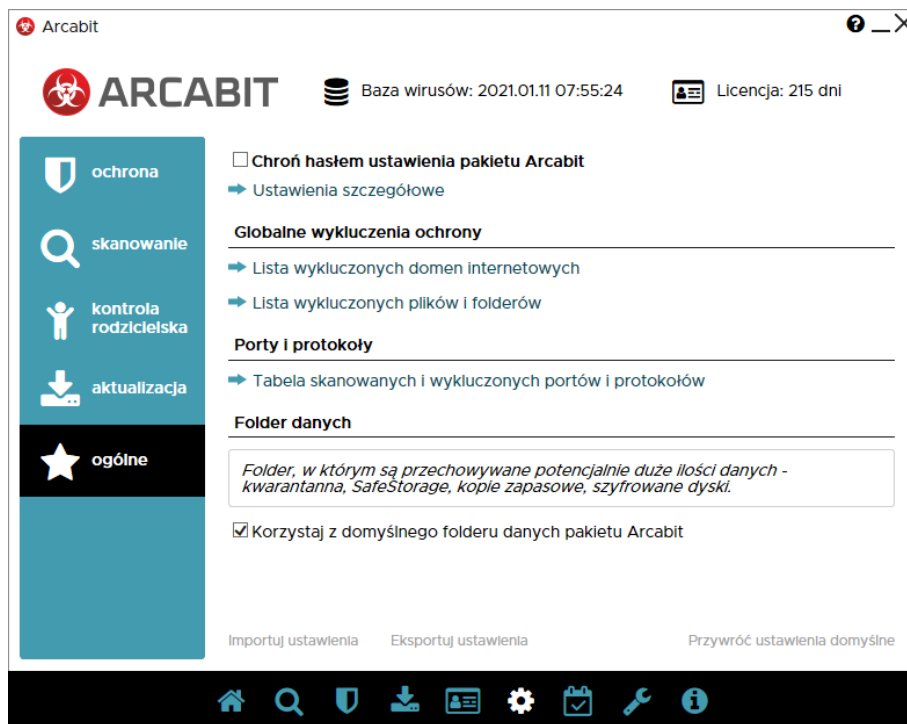 Arcabit
ARCABIT
Baza wirusów: 2021.01.11 07:55:24
Licencja: 215 dni
ochrona
skanowanie
kontrola
rodzicielska
aktualizacja
ogólne
Chroń hasłem ustawienia pakietu Arcabit
Ustawienia szczegółowe
Globalne wykluczenia ochrony
Lista wykluczonych domen internetowych
Lista wykluczonych plików i folderów
Porty i protokoły
Tabela skanowanych i wykluczonych portów i protokołów
Folder danych
Folder, w którym są przechowywane potencjalnie duże ilości danych -
kwarantanna, SafeStorage, kopie zapasowe, szyfrowane dyski.
Korzystaj z domyślnego folderu danych pakietu Arcabit
Importuj ustawienia
Eksportuj ustawienia
Przywróć ustawienia domyślne